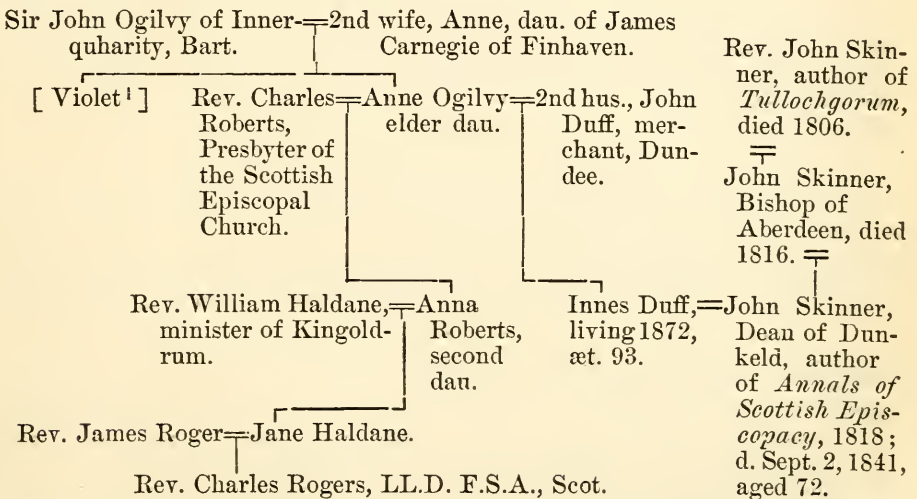 Sir John Ogilvy of Inner-
quharity, Bart.
2nd wife, Anne, dau. of James
Carnegie of Finhaven.
[ Violet¹ ]
Rev. Charles
Roberts,
Presbyter of
the Scottish
Episcopal
Church.
Anne Ogilvy
elder dau.
2nd hus., John
Duff, mer-
chant, Dun-
dee.
Rev. John Skin-
ner, author of
Tullochgorum,
died 1806.
John Skinner,
Bishop of
Aberdeen, died
1816.
Rev. William Haldane,
minister of Kingold-
rum.
Anna
Roberts,
second
dau.
Innes Duff,
living 1872,
æt. 93.
John Skinner,
Dean of Dun-
keld, author
of Annals of
Scottish Epis-
copacy, 1818;
d. Sept. 2, 1841,
aged 72.
Rev. James Roger
Jane Haldane.
Rev. Charles Rogers, LL.D. F.S.A., Scot.